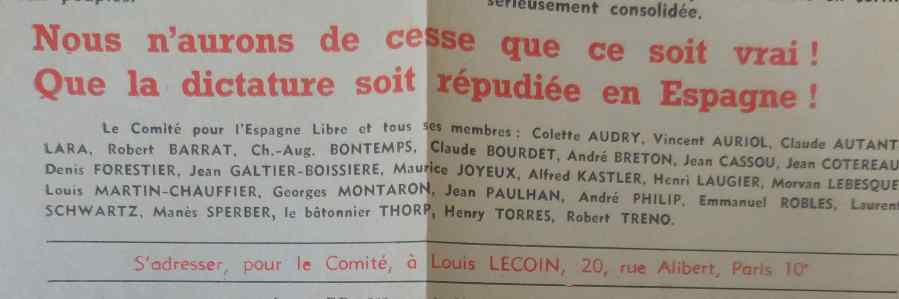 sérieusement consolidée.
Nous n'aurons de cesse que ce soit vrai !
Que la dictature soit répudiée en Espagne !
Le Comité pour l'Espagne Libre et tous ses membres : Colette AUDRY, Vincent AURIOL, Claude AUTANT
LARA, Robert BARRAT, Ch.-Aug. BONTEMPS, Claude BOURDET, André BRETON, Jean CASSOU, Jean COTEREAU
Denis FORESTIER, Jean GALTIER-BOISSIERE, Maurice JOYEUX, Alfred KASTLER, Henri LAUGIER, Morvan LEBESQUE
Louis MARTIN-CHAUFFIER, Georges MONTARON, Jean PAULHAN, André PHILIP, Emmanuel ROBLES, Laurent
SCHWARTZ, Manès SPERBER, le bâtonnier THORP, Henry TORRES, Robert TRENO.
S'adresser, pour le Comité, à Louis LECOIN, 20, rue Alibert, Paris 10e